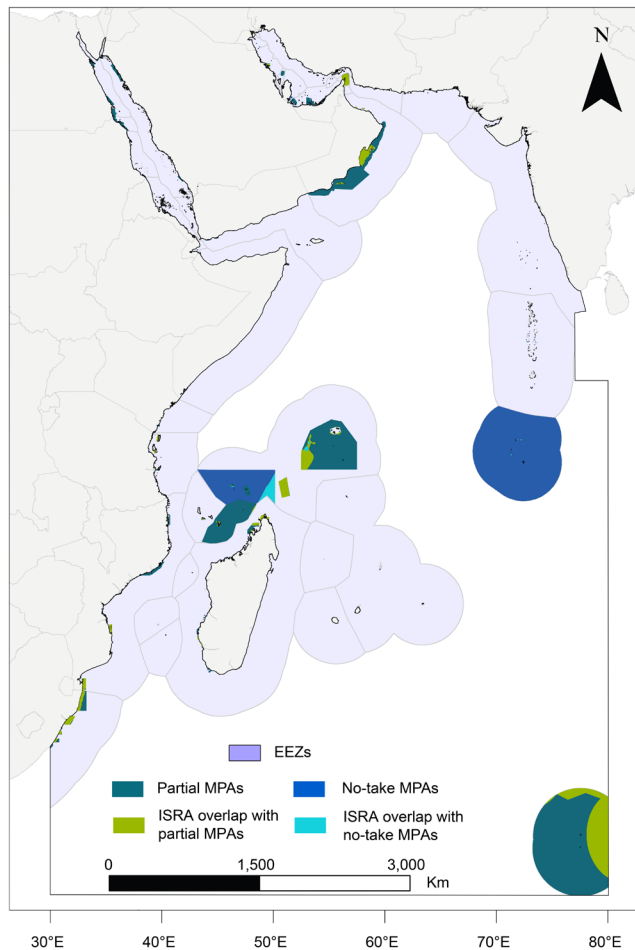 N
EEZs
Partial MPAs
No-take MPAs
ISRA overlap with
partial MPAs
ISRA overlap with
no-take MPAs
0 1,500 3,000
Km
30°E 40°E 50°E 60°E 70°E 80°E